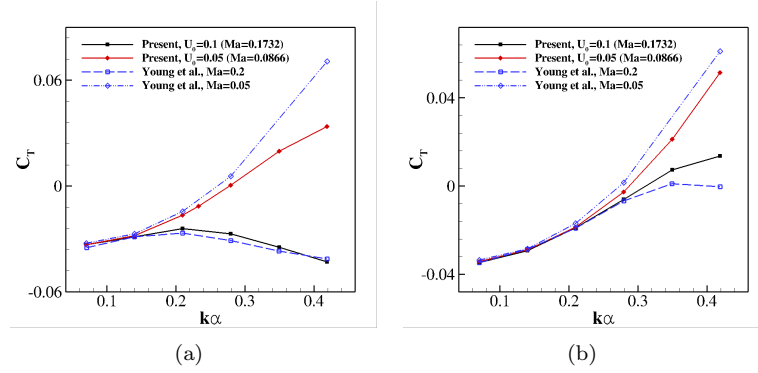 Present, U0=0.1 (Ma=0.1732)
Present, U0=0.05 (Ma=0.0866)
Young et al., Ma=0.2
Young et al., Ma=0.05
0.06
0
-0.06
CT
0.1
0.2
0.3
0.4
kα
(a)
Present, U0=0.1 (Ma=0.1732)
Present, U0=0.05 (Ma=0.0866)
Young et al., Ma=0.2
Young et al., Ma=0.05
0.04
0
-0.04
CT
0.1
0.2
0.3
0.4
kα
(b)